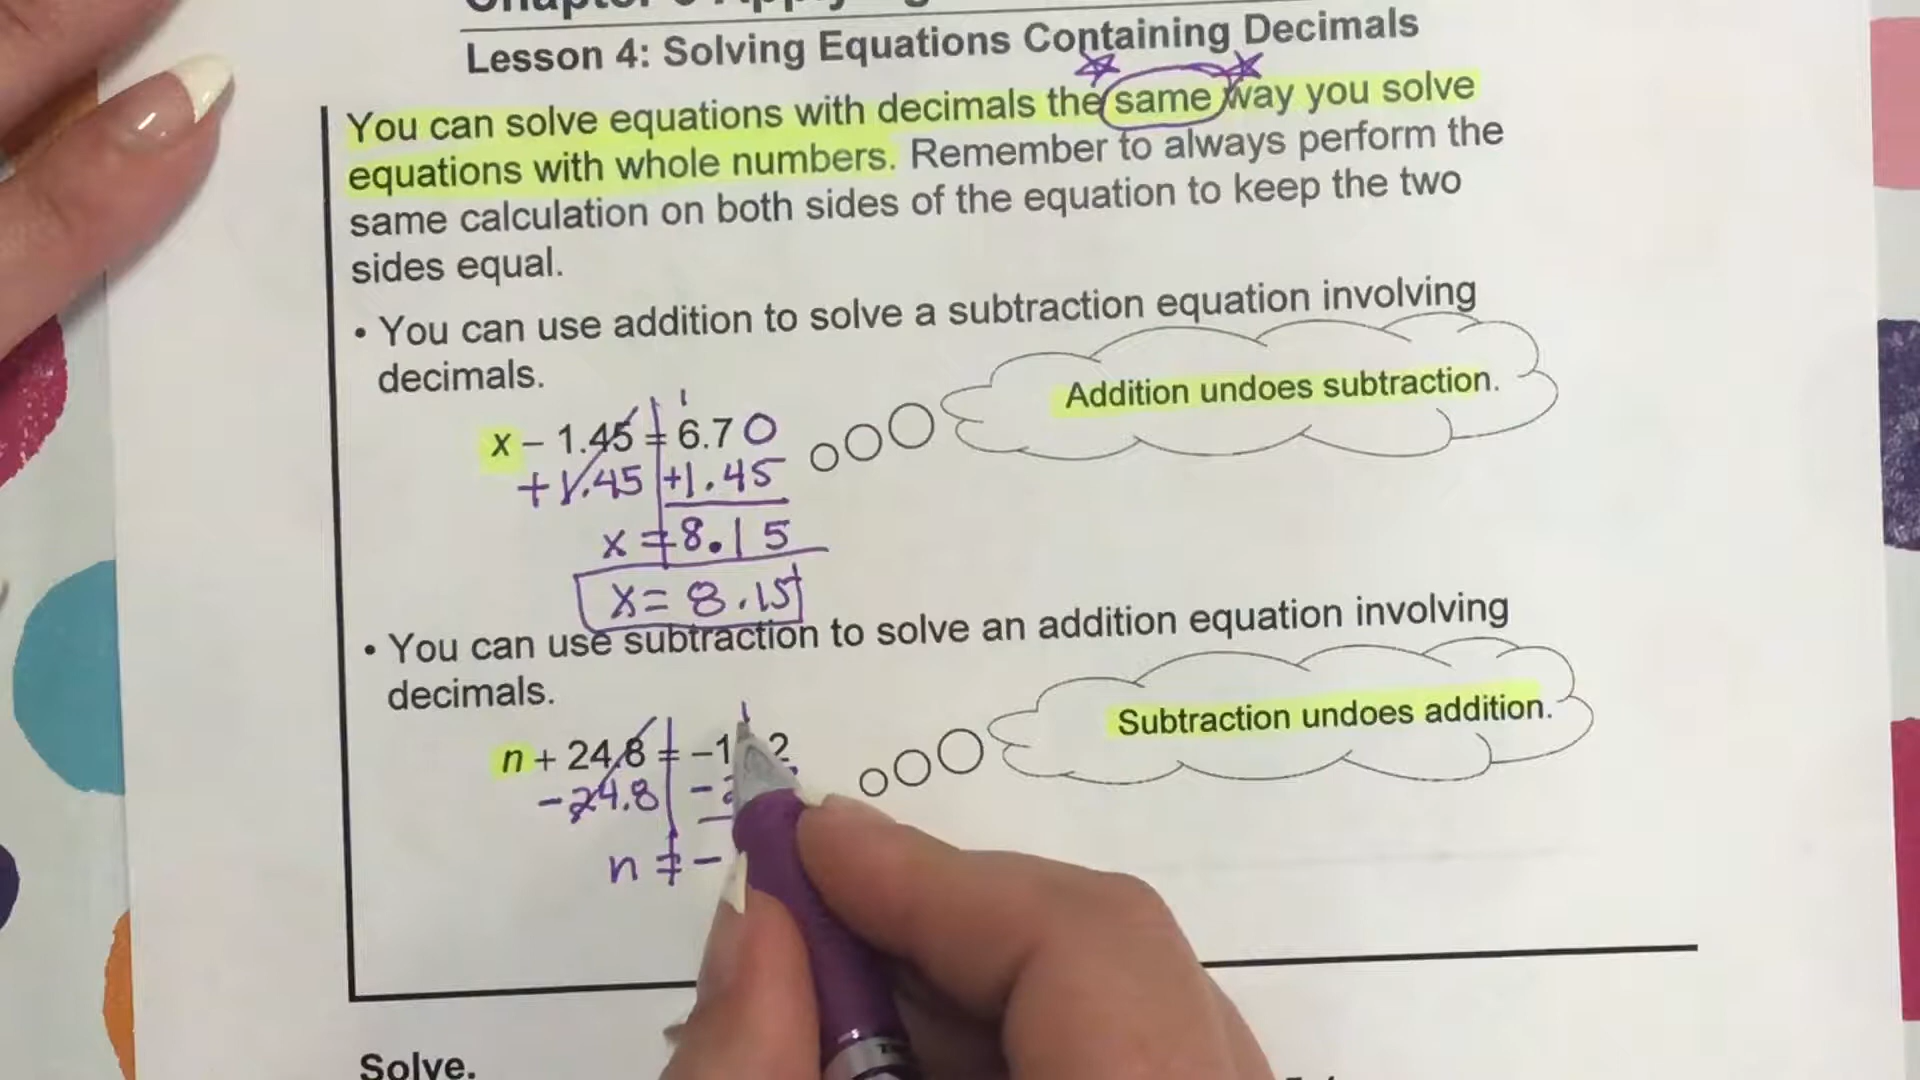 Lesson 4: Solving Equations Containing Decimals
You can solve equations with decimals the same way you solve
equations with whole numbers. Remember to always perform the
same calculation on both sides of the equation to keep the two
sides equal.
• You can use addition to solve a subtraction equation involving
decimals.
Addition undoes subtraction.
1
x – 1.45 = 6.70
+1.45 +1.45
x = 8.15
x = 8.15
• You can use subtraction to solve an addition equation involving
decimals.
Subtraction undoes addition.
n + 24.8 = –1 2
-24.8 -
n = -
Solve.